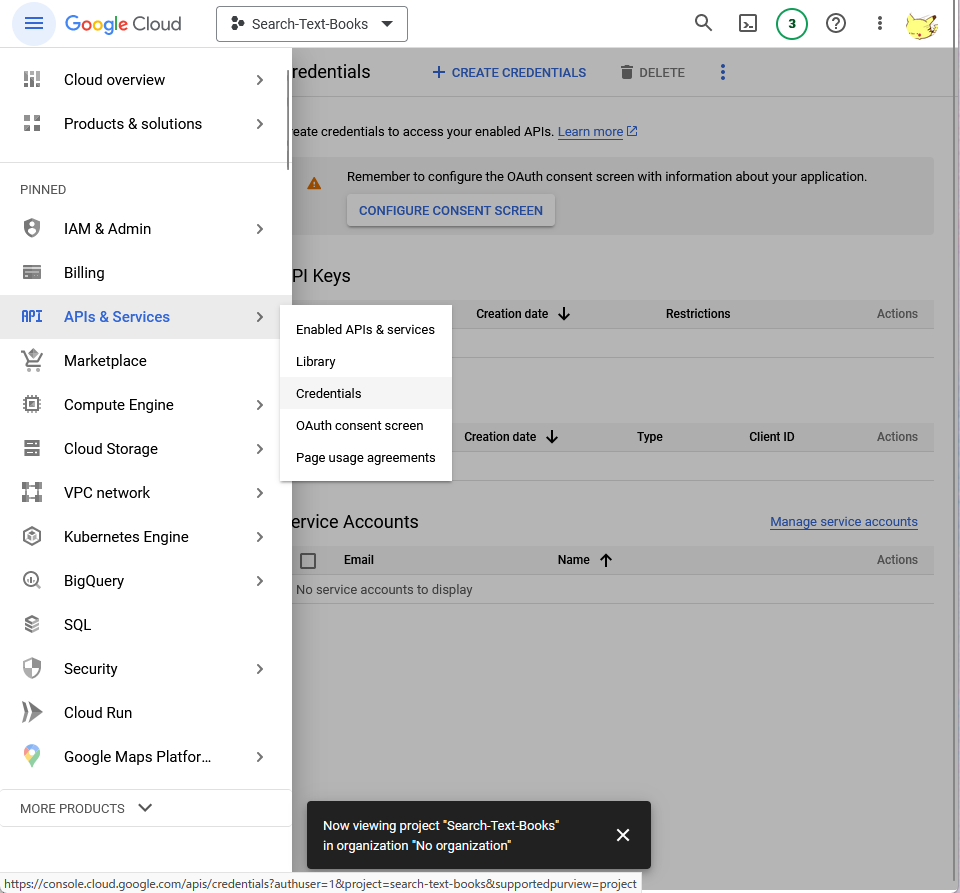 Google Cloud
Search-Text-Books
3
Cloud overview
Products & solutions
PINNED
IAM & Admin
Billing
API
APIs & Services
Marketplace
Compute Engine
Cloud Storage
VPC network
Kubernetes Engine
BigQuery
SQL
Security
Cloud Run
Google Maps Platfor...
MORE PRODUCTS
Enabled APIs & services
Library
Credentials
OAuth consent screen
Page usage agreements
redentials
CREATE CREDENTIALS
DELETE
eate credentials to access your enabled APIs. Learn more
Remember to configure the OAuth consent screen with information about your application.
CONFIGURE CONSENT SCREEN
PI Keys
Creation date Restrictions Actions
Creation date Type Client ID Actions
ervice Accounts
Manage service accounts
Email Name Actions
No service accounts to display
Now viewing project "Search-Text-Books"
in organization "No organization"
https://console.cloud.google.com/apis/credentials?authuser=1&project=search-text-books&supportedpurview=project